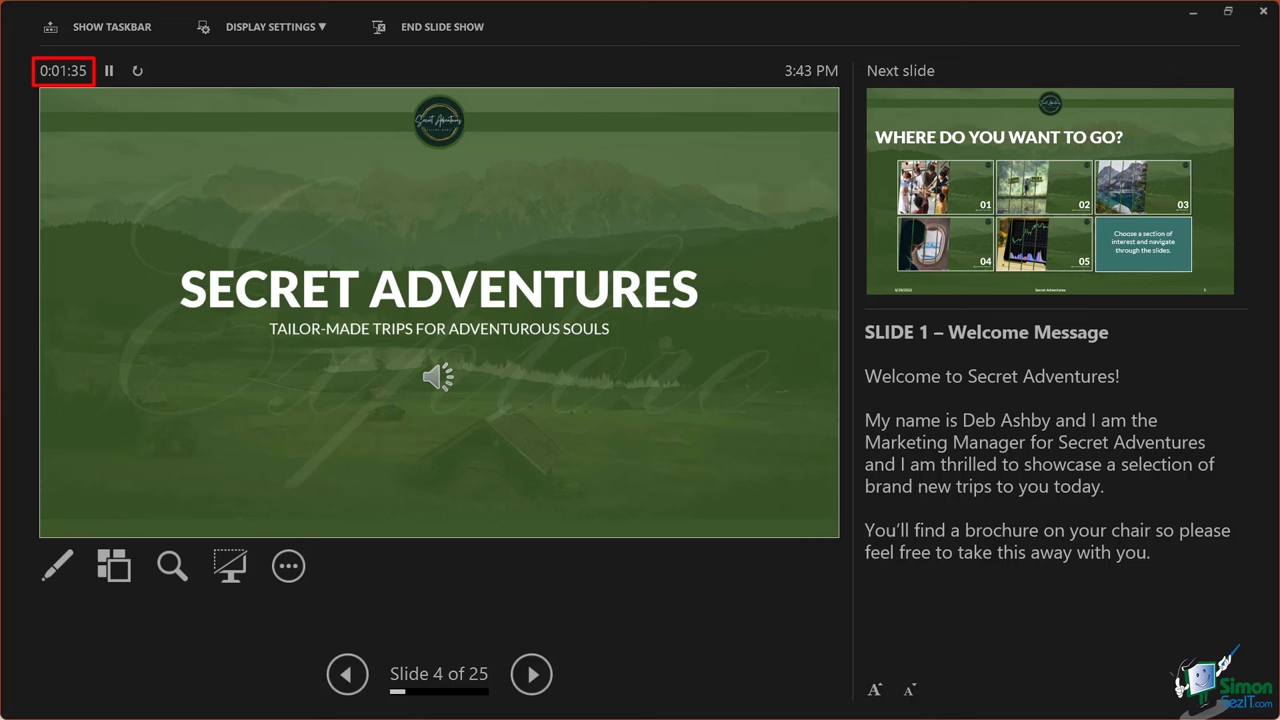 SHOW TASKBAR
DISPLAY SETTINGS ▼
END SLIDE SHOW
0:01:35
3:43 PM
Next slide
Secret Adventures
SECRET ADVENTURES
TAILOR-MADE TRIPS FOR ADVENTUROUS SOULS
Explore
WHERE DO YOU WANT TO GO?
01
02
03
04
05
Choose a section of
interest and navigate
through the slides.
Secret Adventures
SLIDE 1 – Welcome Message
Welcome to Secret Adventures!
My name is Deb Ashby and I am the
Marketing Manager for Secret Adventures
and I am thrilled to showcase a selection of
brand new trips to you today.
You'll find a brochure on your chair so please
feel free to take this away with you.
Slide 4 of 25
A
A
Simon
SezIT.com